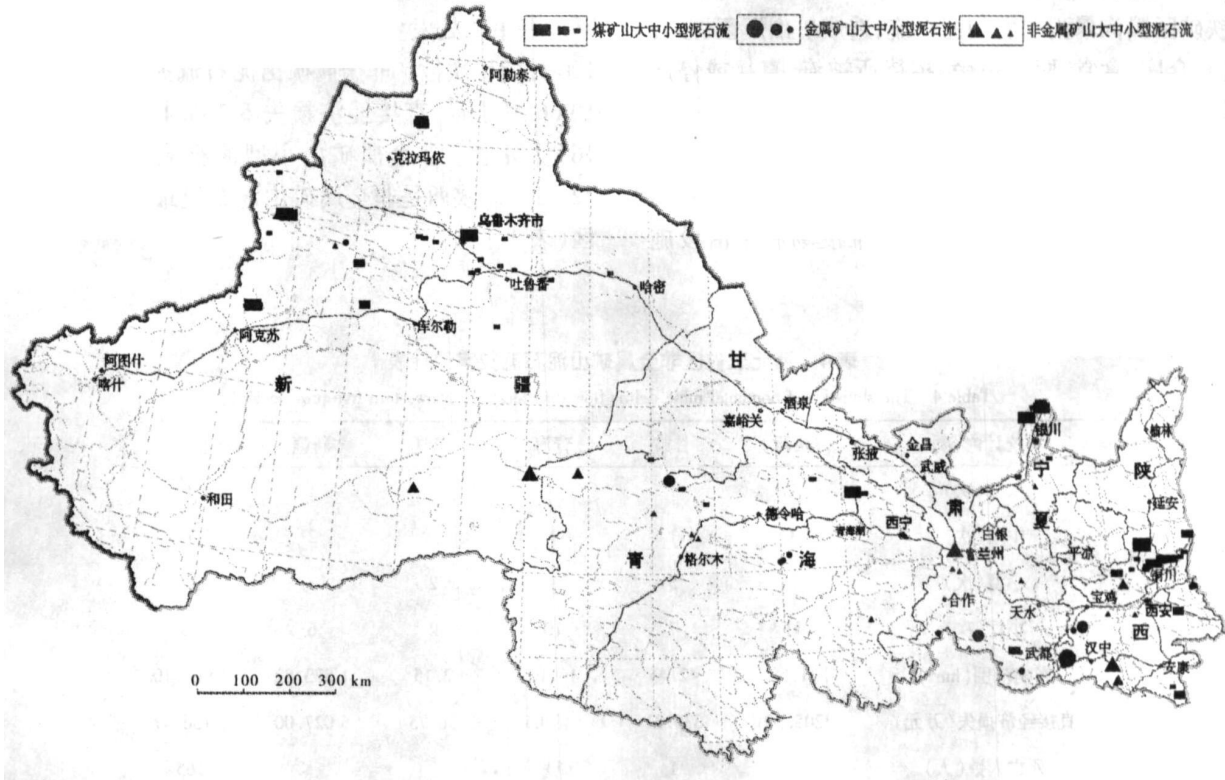 煤矿山大中小型泥石流
金属矿山大中小型泥石流
非金属矿山大中小型泥石流
阿勒泰
克拉玛依
乌鲁木齐市
吐鲁番
哈密
库尔勒
阿克苏
阿图什
喀什
新
疆
甘
酒泉
嘉峪关
张掖
金昌
武威
银川
榆林
宁
陕
和田
肃
夏
延安
德令哈
青海湖
西宁
白银
兰州
平凉
铜川
青
格尔木
海
合作
天水
宝鸡
西安
西
武都
汉中
安康
0 100 200 300 km